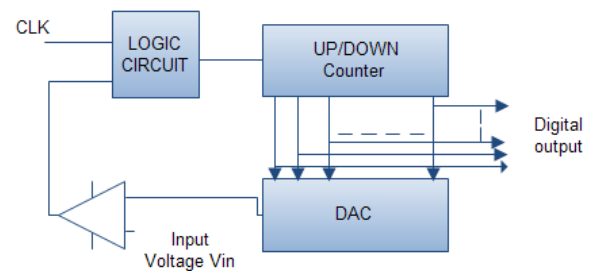 CLK
LOGIC
CIRCUIT
UP/DOWN
Counter
Digital
output
DAC
Input
Voltage Vin